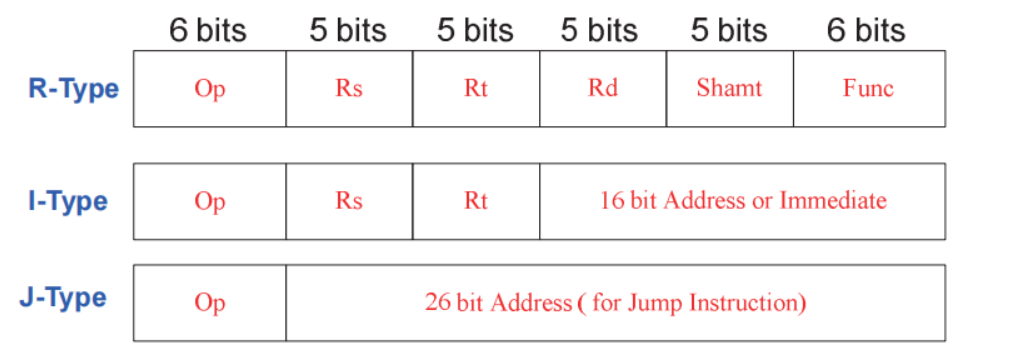 6 bits 5 bits 5 bits 5 bits 5 bits 6 bits
R-Type Op Rs Rt Rd Shamt Func
I-Type Op Rs Rt 16 bit Address or Immediate
J-Type Op 26 bit Address ( for Jump Instruction)